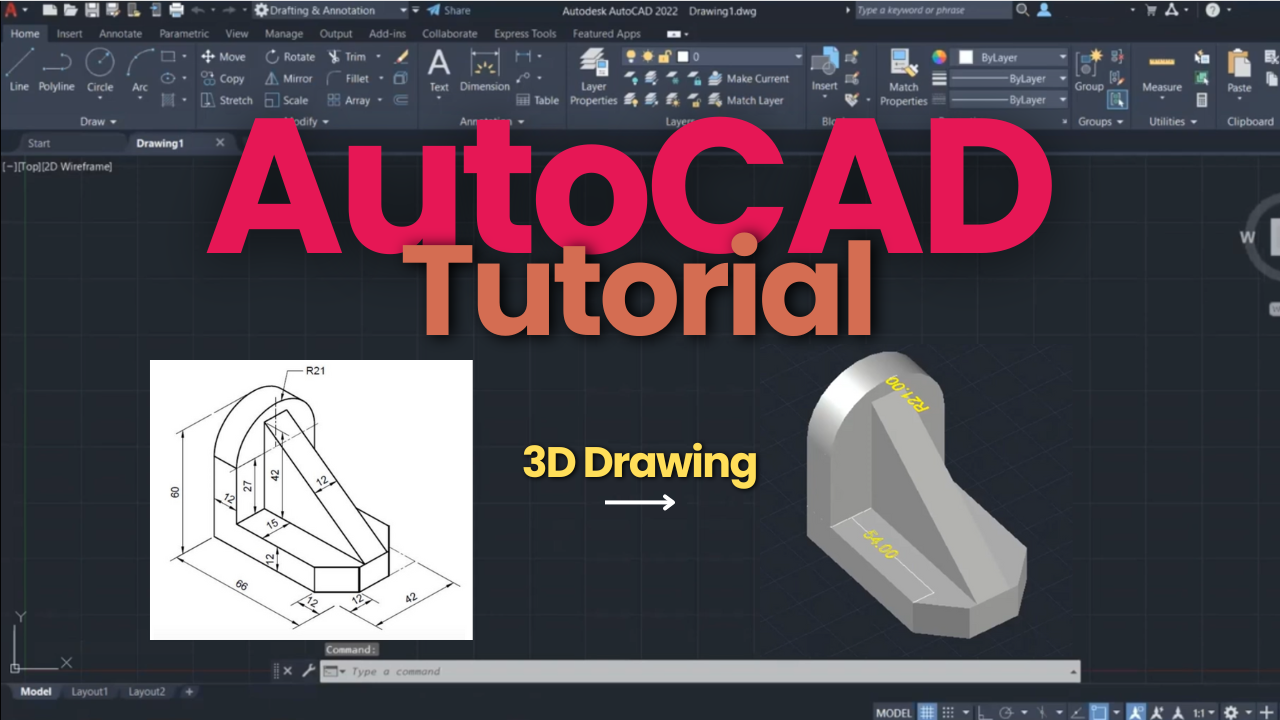 Drafting & Annotation
Share
Autodesk AutoCAD 2022 Drawing1.dwg
Type a keyword or phrase
Home Insert Annotate Parametric View Manage Output Add-ins Collaborate Express Tools Featured Apps
Line Polyline Circle Arc
Move Rotate Trim
Copy Mirror Fillet
Stretch Scale Array
Text Dimension
Table
Layer Properties
0
Make Current
Match Layer
Insert
Match Properties
ByLayer
ByLayer
ByLayer
Group
Measure
Paste
Draw Modify Layers Groups Utilities Clipboard
Start Drawing1
[−][Top][2D Wireframe]
AutoCAD
Tutorial
W
R21
60
12
27
42
12
15
12
66
12
12
42
3D Drawing
R21.00
54.00
Y
X
Command:
Type a command
Model Layout1 Layout2 +
MODEL
1:1